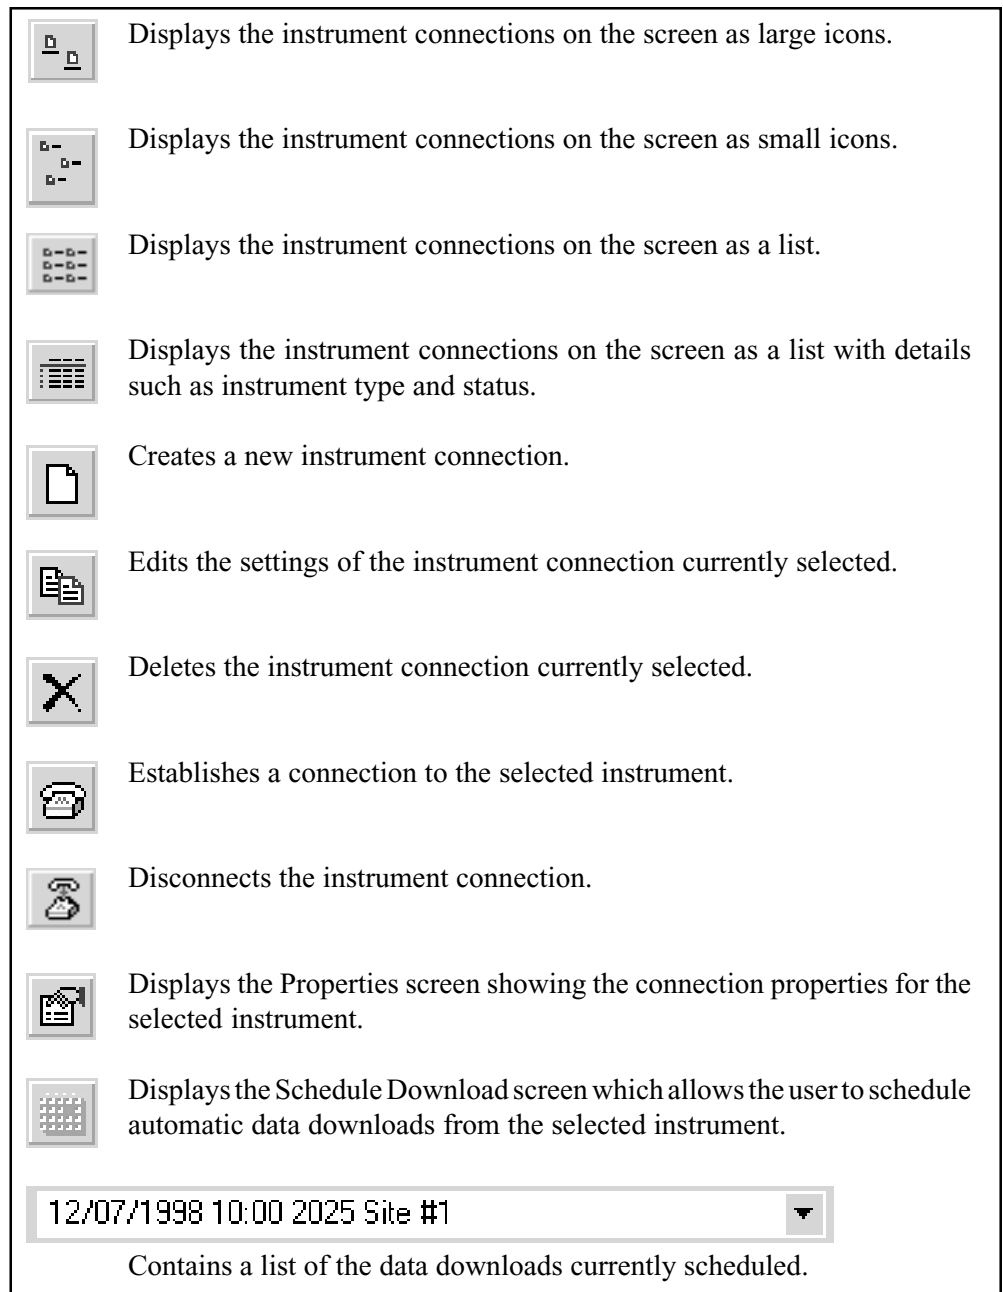 Displays the instrument connections on the screen as large icons.
Displays the instrument connections on the screen as small icons.
Displays the instrument connections on the screen as a list.
Displays the instrument connections on the screen as a list with details
such as instrument type and status.
Creates a new instrument connection.
Edits the settings of the instrument connection currently selected.
Deletes the instrument connection currently selected.
Establishes a connection to the selected instrument.
Disconnects the instrument connection.
Displays the Properties screen showing the connection properties for the
selected instrument.
Displays the Schedule Download screen which allows the user to schedule
automatic data downloads from the selected instrument.
12/07/1998 10:00 2025 Site #1
Contains a list of the data downloads currently scheduled.